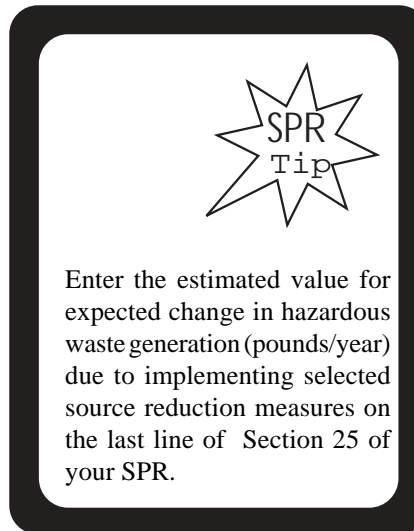 SPR
Tip
Enter the estimated value for
expected change in hazardous
waste generation (pounds/year)
due to implementing selected
source reduction measures on
the last line of Section 25 of
your SPR.